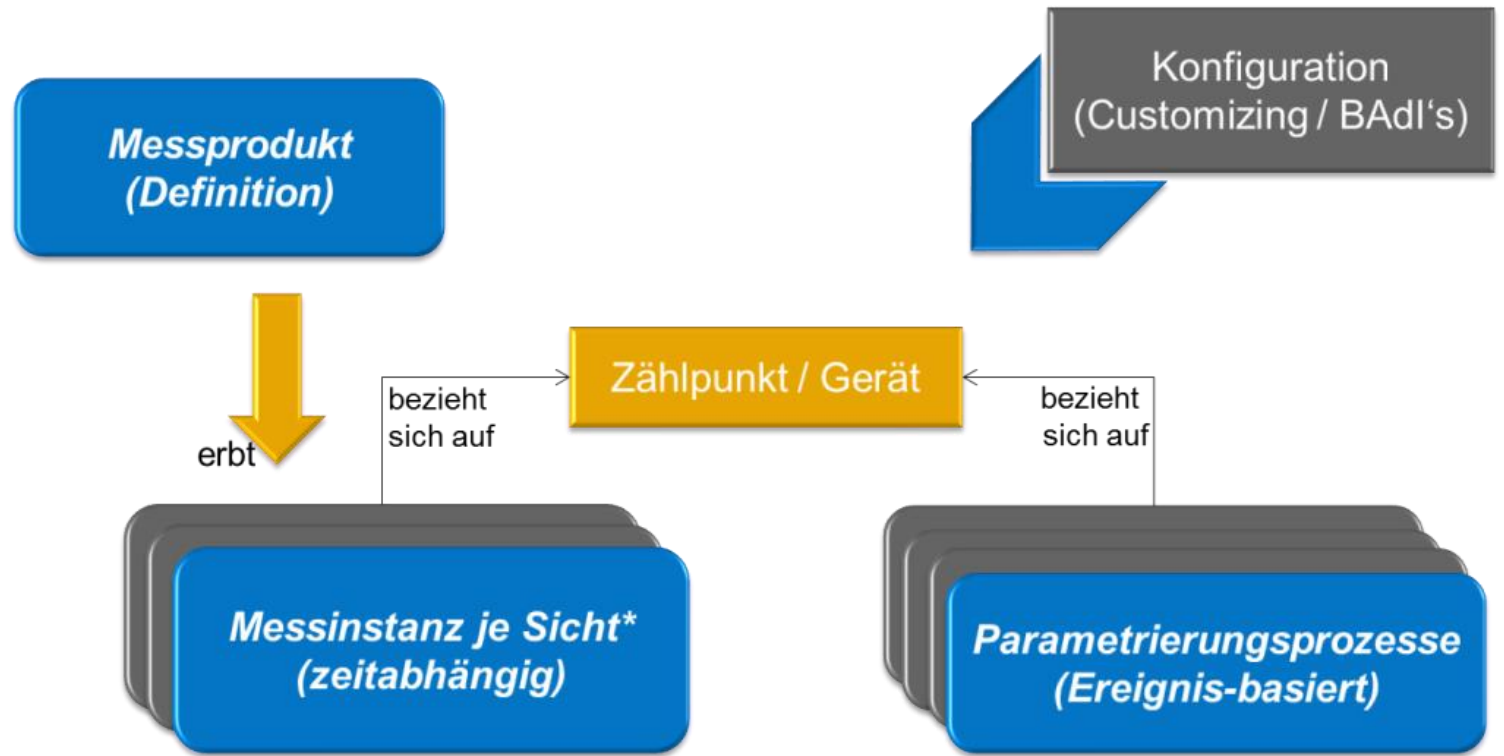 Konfiguration
(Customizing / BAdI‘s)
Messprodukt
(Definition)
Zählpunkt / Gerät
bezieht
sich auf
bezieht
sich auf
erbt
Messinstanz je Sicht*
(zeitabhängig)
Parametrierungsprozesse
(Ereignis-basiert)